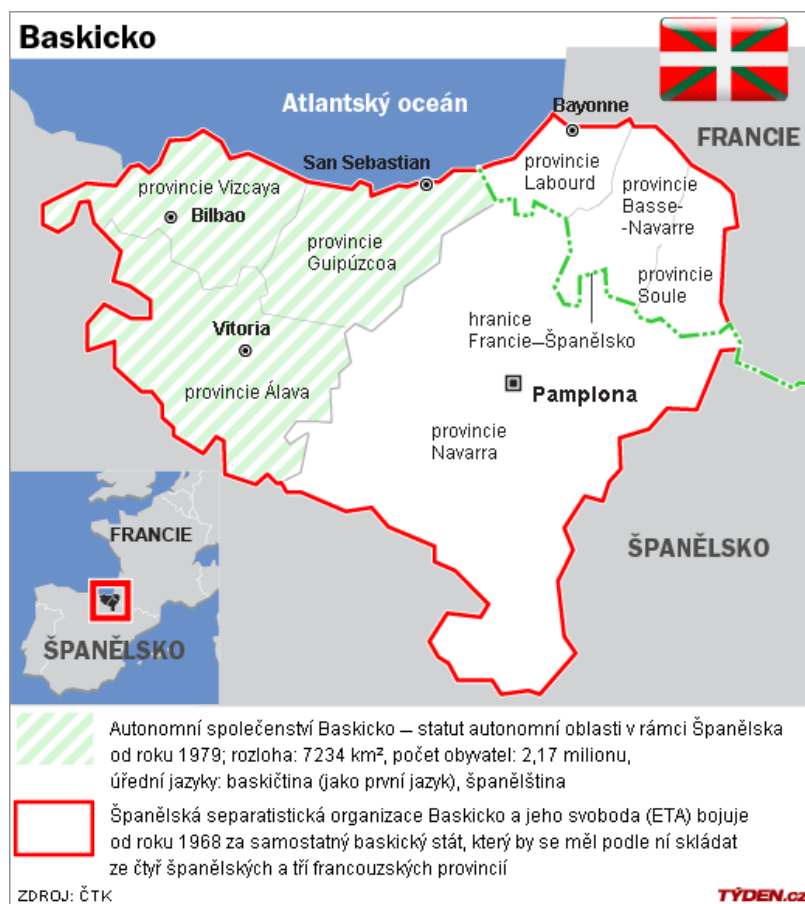 Baskicko
Atlantský oceán
Bayonne
FRANCIE
San Sebastian
provincie
Labourd
provincie Vizcaya
provincie
Basse-
-Navarre
Bilbao
provincie
Guipúzcoa
provincie
Soule
hranice
Francie—Španělsko
Vitoria
provincie Álava
Pamplona
provincie
Navarra
FRANCIE
ŠPANĚLSKO
ŠPANĚLSKO
Autonomní společenství Baskicko — statut autonomní oblasti v rámci Španělska
od roku 1979; rozloha: 7234 km², počet obyvatel: 2,17 milionu,
úřední jazyky: baskičtina (jako první jazyk), španělština
Španělská separatistická organizace Baskicko a jeho svoboda (ETA) bojuje
od roku 1968 za samostatný baskický stát, který by se měl podle ní skládat
ze čtyř španělských a tří francouzských provincií
ZDROJ: ČTK
TÝDEN.cz